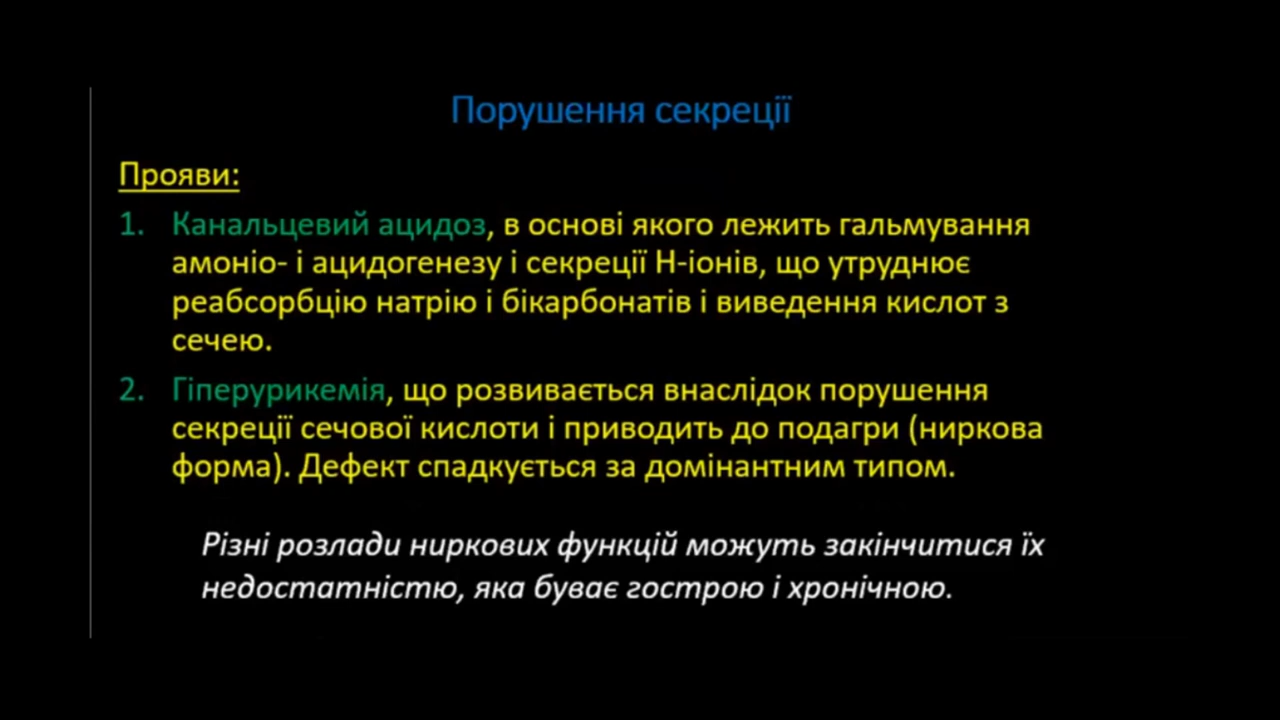 Порушення секреції
Прояви:
1. Канальцевий ацидоз, в основі якого лежить гальмування
амоніо- і ацидогенезу і секреції Н-іонів, що утруднює
реабсорбцію натрію і бікарбонатів і виведення кислот з
сечею.
2. Гіперурикемія, що розвивається внаслідок порушення
секреції сечової кислоти і приводить до подагри (ниркова
форма). Дефект спадкується за домінантним типом.
Різні розлади ниркових функцій можуть закінчитися їх
недостатністю, яка буває гострою і хронічною.